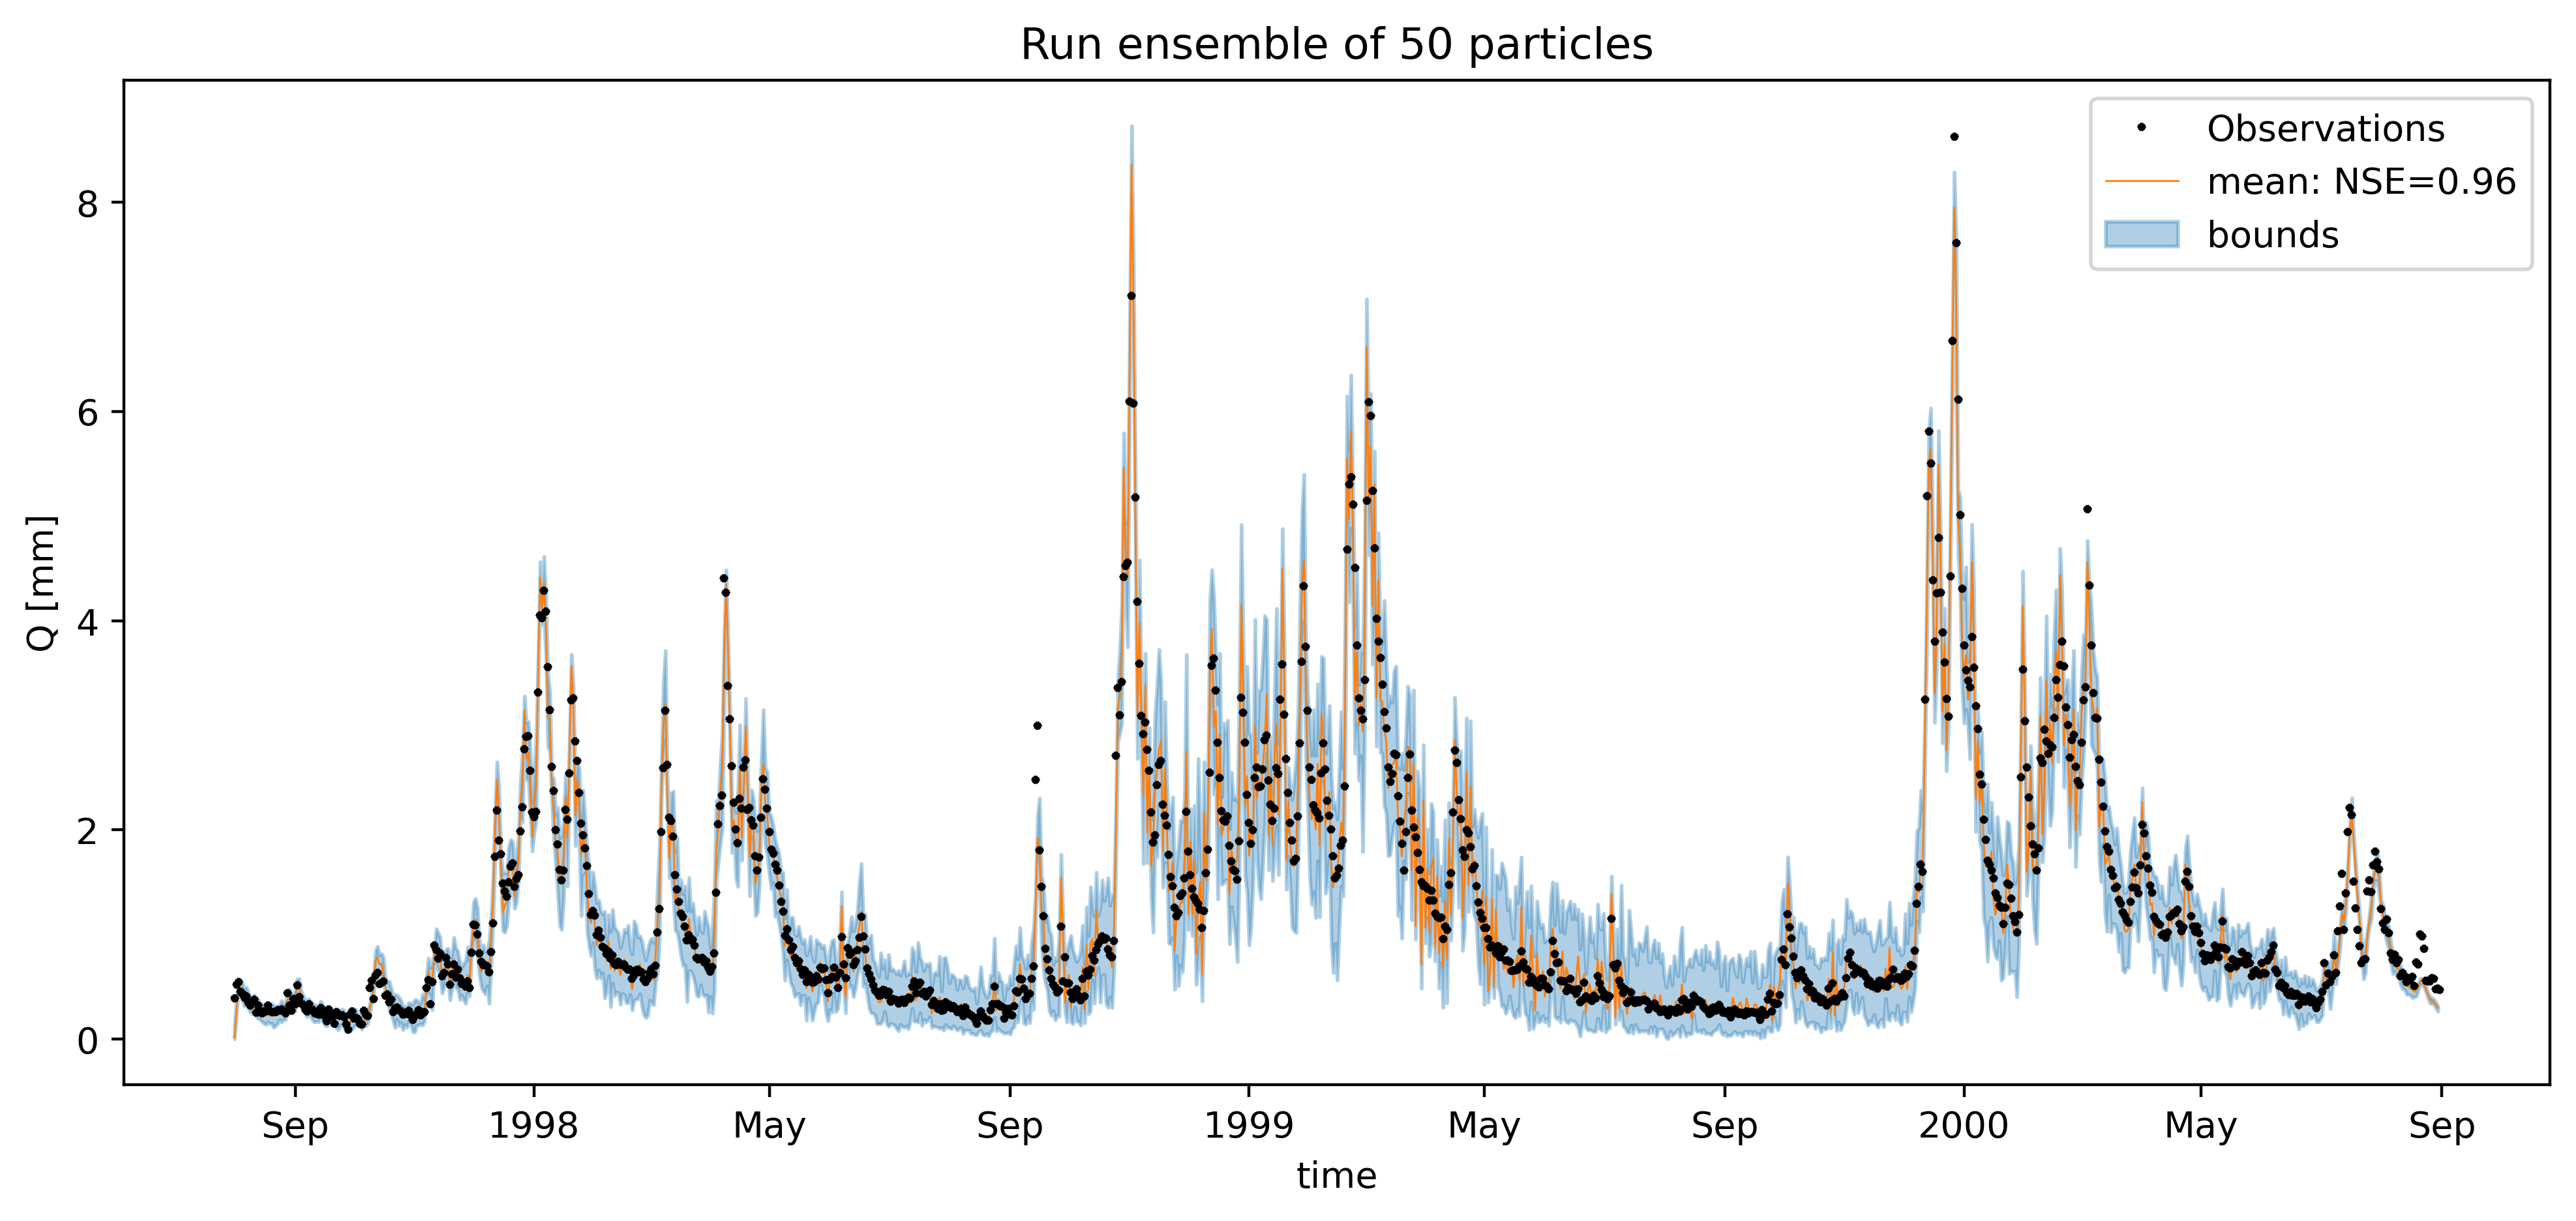 Run ensemble of 50 particles
Observations
mean: NSE=0.96
bounds
8
6
4
2
0
Q [mm]
Sep 1998 May Sep 1999 May Sep 2000 May Sep
time